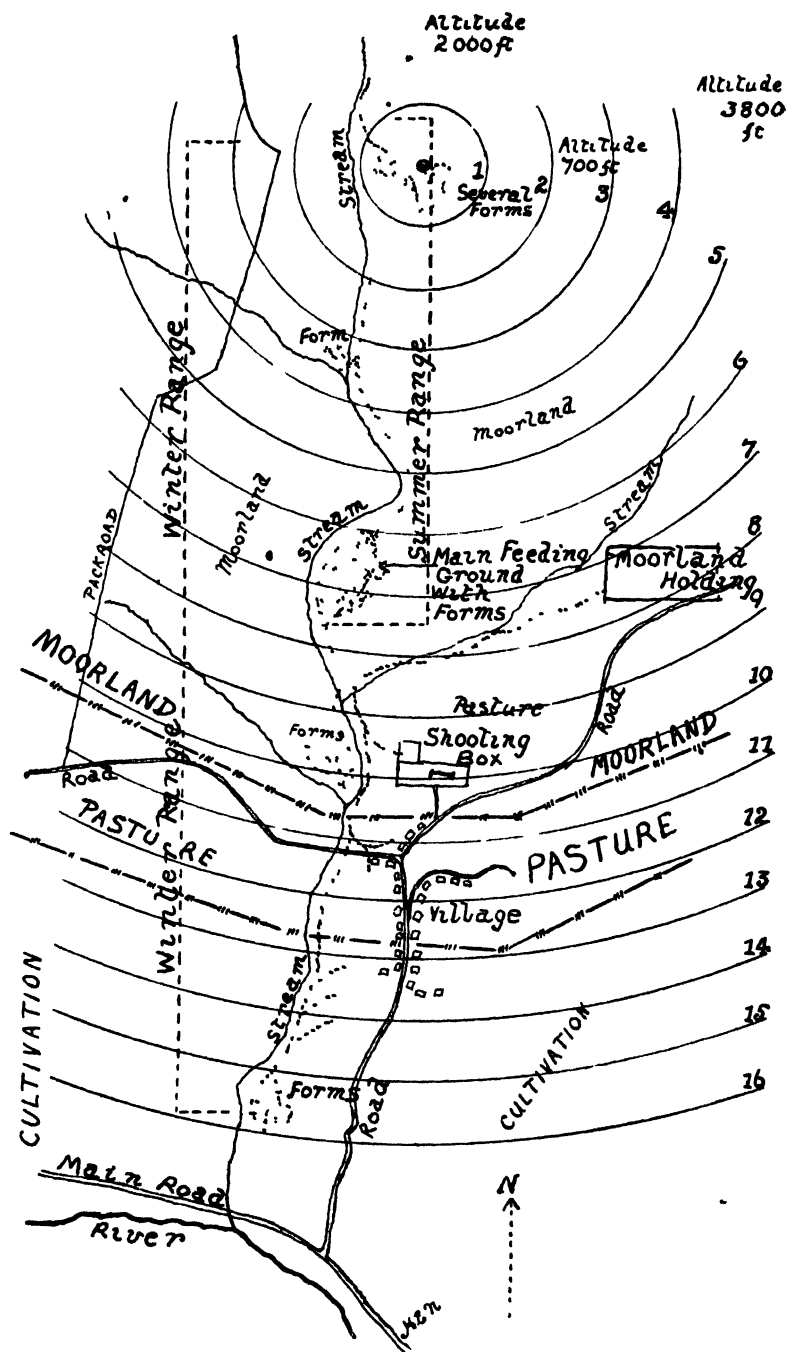 Altitude
2000 ft
Altitude
3800
ft
Altitude
700 ft
Stream
1
Several
Forms
2
3
4
5
Form
6
Winter Range
Summer Range
Moorland
7
Stream
Moorland
Stream
8
PACKROAD
Main Feeding
Ground
With
Forms
Moorland
Holding
9
MOORLAND
10
Pasture
Road
Forms
Shooting
Box
MOORLAND
11
Road
Winter Range
PASTURE
12
PASTURE
13
Village
14
CULTIVATION
Stream
15
CULTIVATION
16
Forms
Road
Main Road
River
N